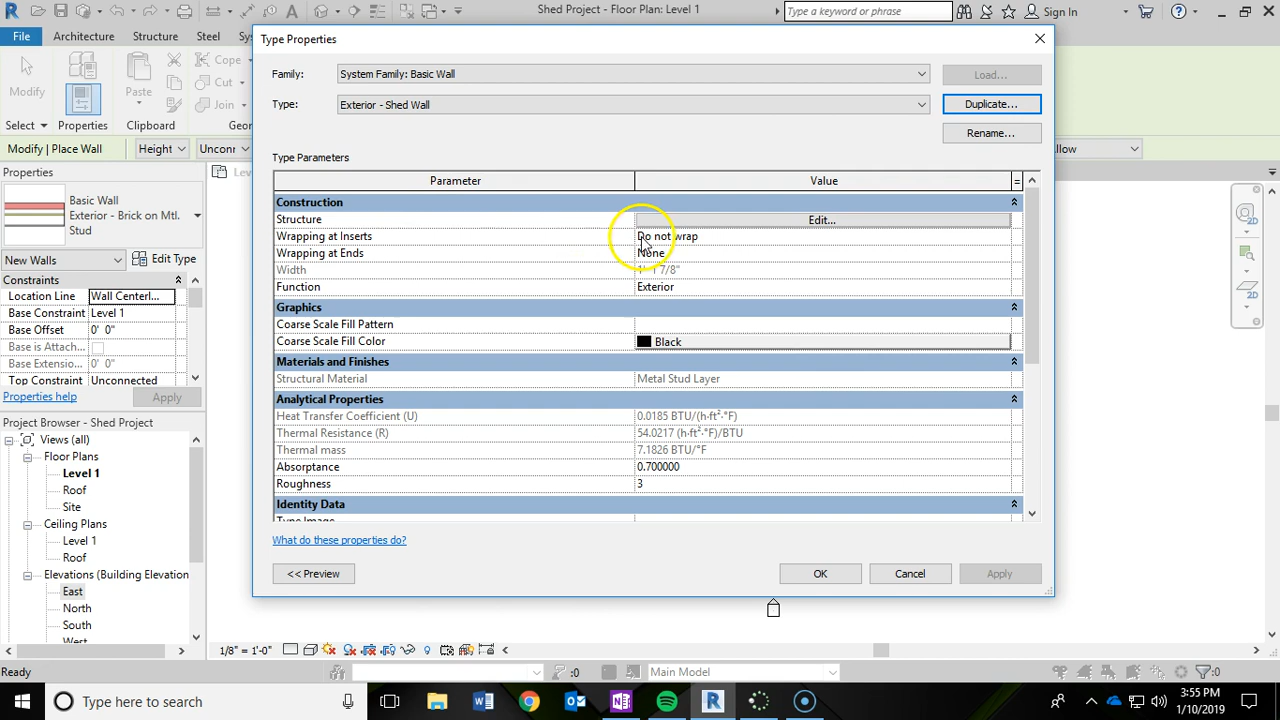 Shed Project - Floor Plan: Level 1
Type a keyword or phrase
Sign In
File Architecture Structure Steel
Modify
Select
Properties
Paste
Clipboard
Cope
Cut
Join
Modify | Place Wall Height
Properties
Basic Wall
Exterior - Brick on Mtl.
Stud
New Walls Edit Type
Constraints
Location Line Wall Centerl...
Base Constraint Level 1
Base Offset 0' 0"
Base is Attach...
Base Extensio... 0' 0"
Top Constraint Unconnected
Properties help Apply
Project Browser - Shed Project
Views (all)
Floor Plans
Level 1
Roof
Site
Ceiling Plans
Level 1
Roof
Elevations (Building Elevation
East
North
South
West
Type Properties
Family: System Family: Basic Wall Load...
Type: Exterior - Shed Wall Duplicate...
Rename...
Type Parameters
Parameter Value =
Construction
Structure Edit...
Wrapping at Inserts Do not wrap
Wrapping at Ends None
Width 1' 1 7/8"
Function Exterior
Graphics
Coarse Scale Fill Pattern
Coarse Scale Fill Color Black
Materials and Finishes
Structural Material Metal Stud Layer
Analytical Properties
Heat Transfer Coefficient (U) 0.0185 BTU/(h·ft²·°F)
Thermal Resistance (R) 54.0217 (h·ft²·°F)/BTU
Thermal mass 7.1826 BTU/°F
Absorptance 0.700000
Roughness 3
Identity Data
Type Image
What do these properties do?
<< Preview OK Cancel Apply
1/8" = 1'-0"
Ready :0 Main Model :0
Type here to search
3:55 PM
1/10/2019